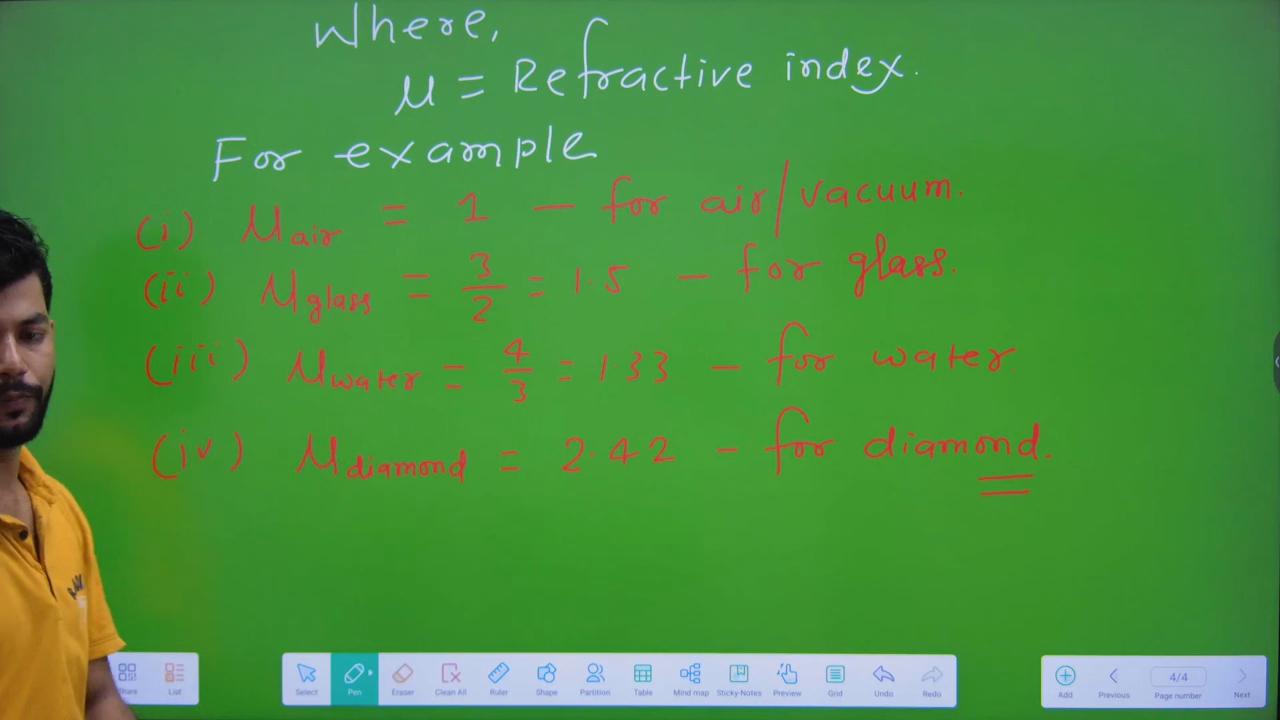 Where,
μ = Refractive index.
For example
(i) μair = 1 – for air/vacuum.
(ii) μglass = 3/2 = 1.5 – for glass.
(iii) μwater = 4/3 = 1.33 – for water.
(iv) μdiamond = 2.42 – for diamond.
Share List Select Pen Eraser Clean All Ruler Shape Partition Table Mind map Sticky-Notes Preview Grid Undo Redo Add Previous 4/4 Page number Next